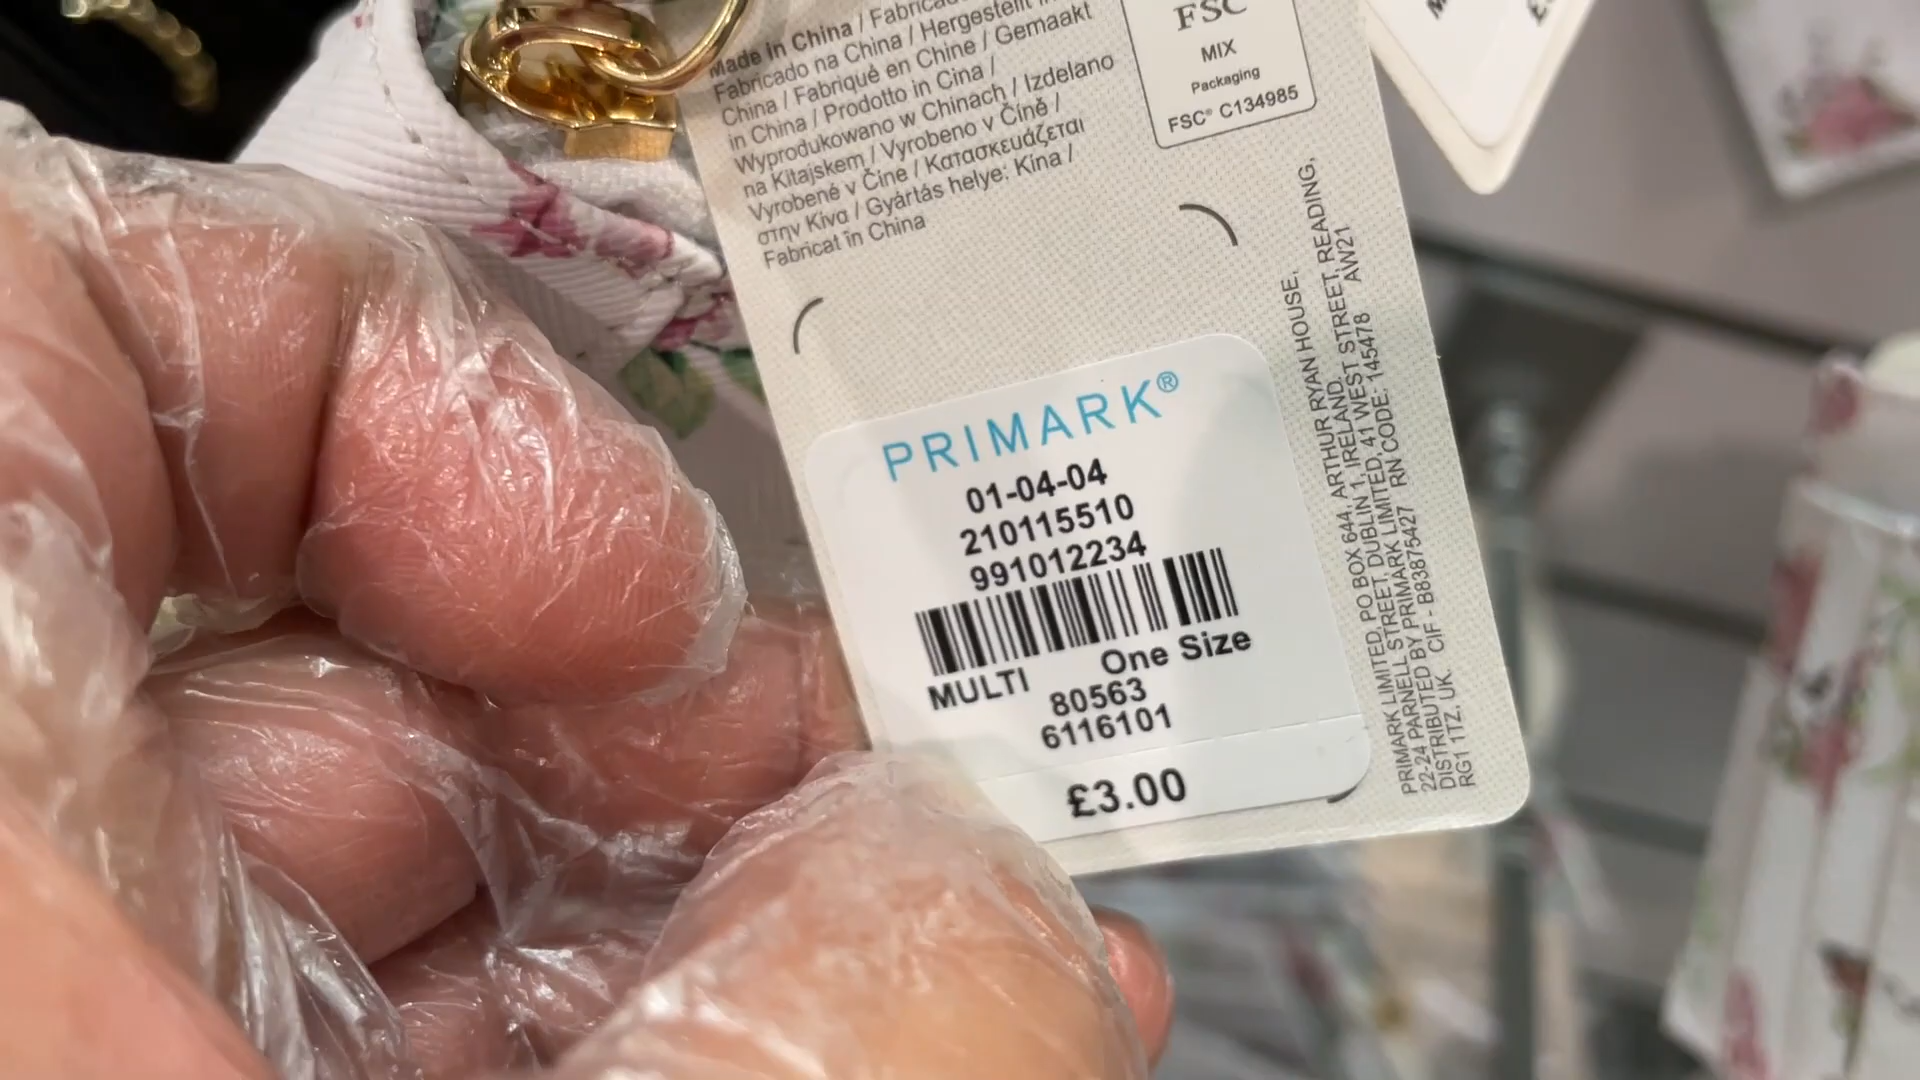 Made in China /
Fabricado na China / Hergestellt in
China / Fabriqué en Chine / Gemaakt
in China / Prodotto in Cina /
Wyprodukowano w Chinach / Izdelano
na Kitajskem / Vyrobeno v Číně /
Vyrobené v Číne / Κατασκευάζεται
στην Κίνα / Gyártás helye: Kína /
Fabricat în China
FSC
MIX
Packaging
FSC® C134985
PRIMARK®
01-04-04
210115510
991012234
MULTI One Size
80563
6116101
£3.00
PRIMARK LIMITED, PO BOX 644, ARTHUR RYAN HOUSE,
22-24 PARNELL STREET, DUBLIN 1, IRELAND.
DISTRIBUTED BY PRIMARK LIMITED, 41 WEST STREET, READING,
RG1 1TZ, UK. CIF - B83875427 RN CODE: 145478 AW21